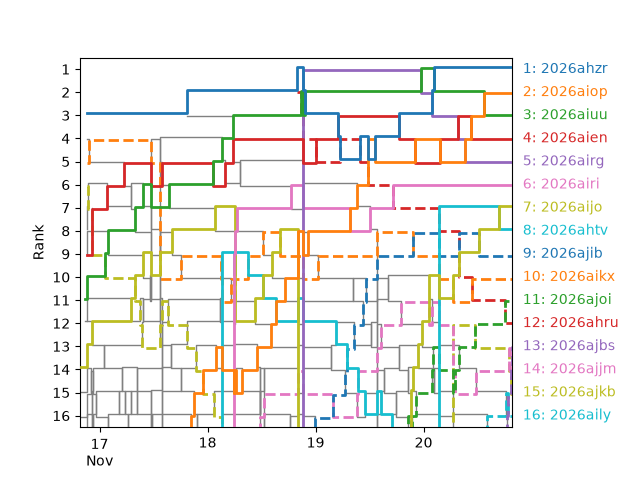 1
2
3
4
5
6
7
8
9
10
11
12
13
14
15
16
Rank
17
18
19
20
Nov
1: 2026ahzr
2: 2026aiop
3: 2026aiuu
4: 2026aien
5: 2026airg
6: 2026airi
7: 2026aijo
8: 2026ahtv
9: 2026ajib
10: 2026aikx
11: 2026ajoi
12: 2026ahru
13: 2026ajbs
14: 2026ajjm
15: 2026ajkb
16: 2026aily